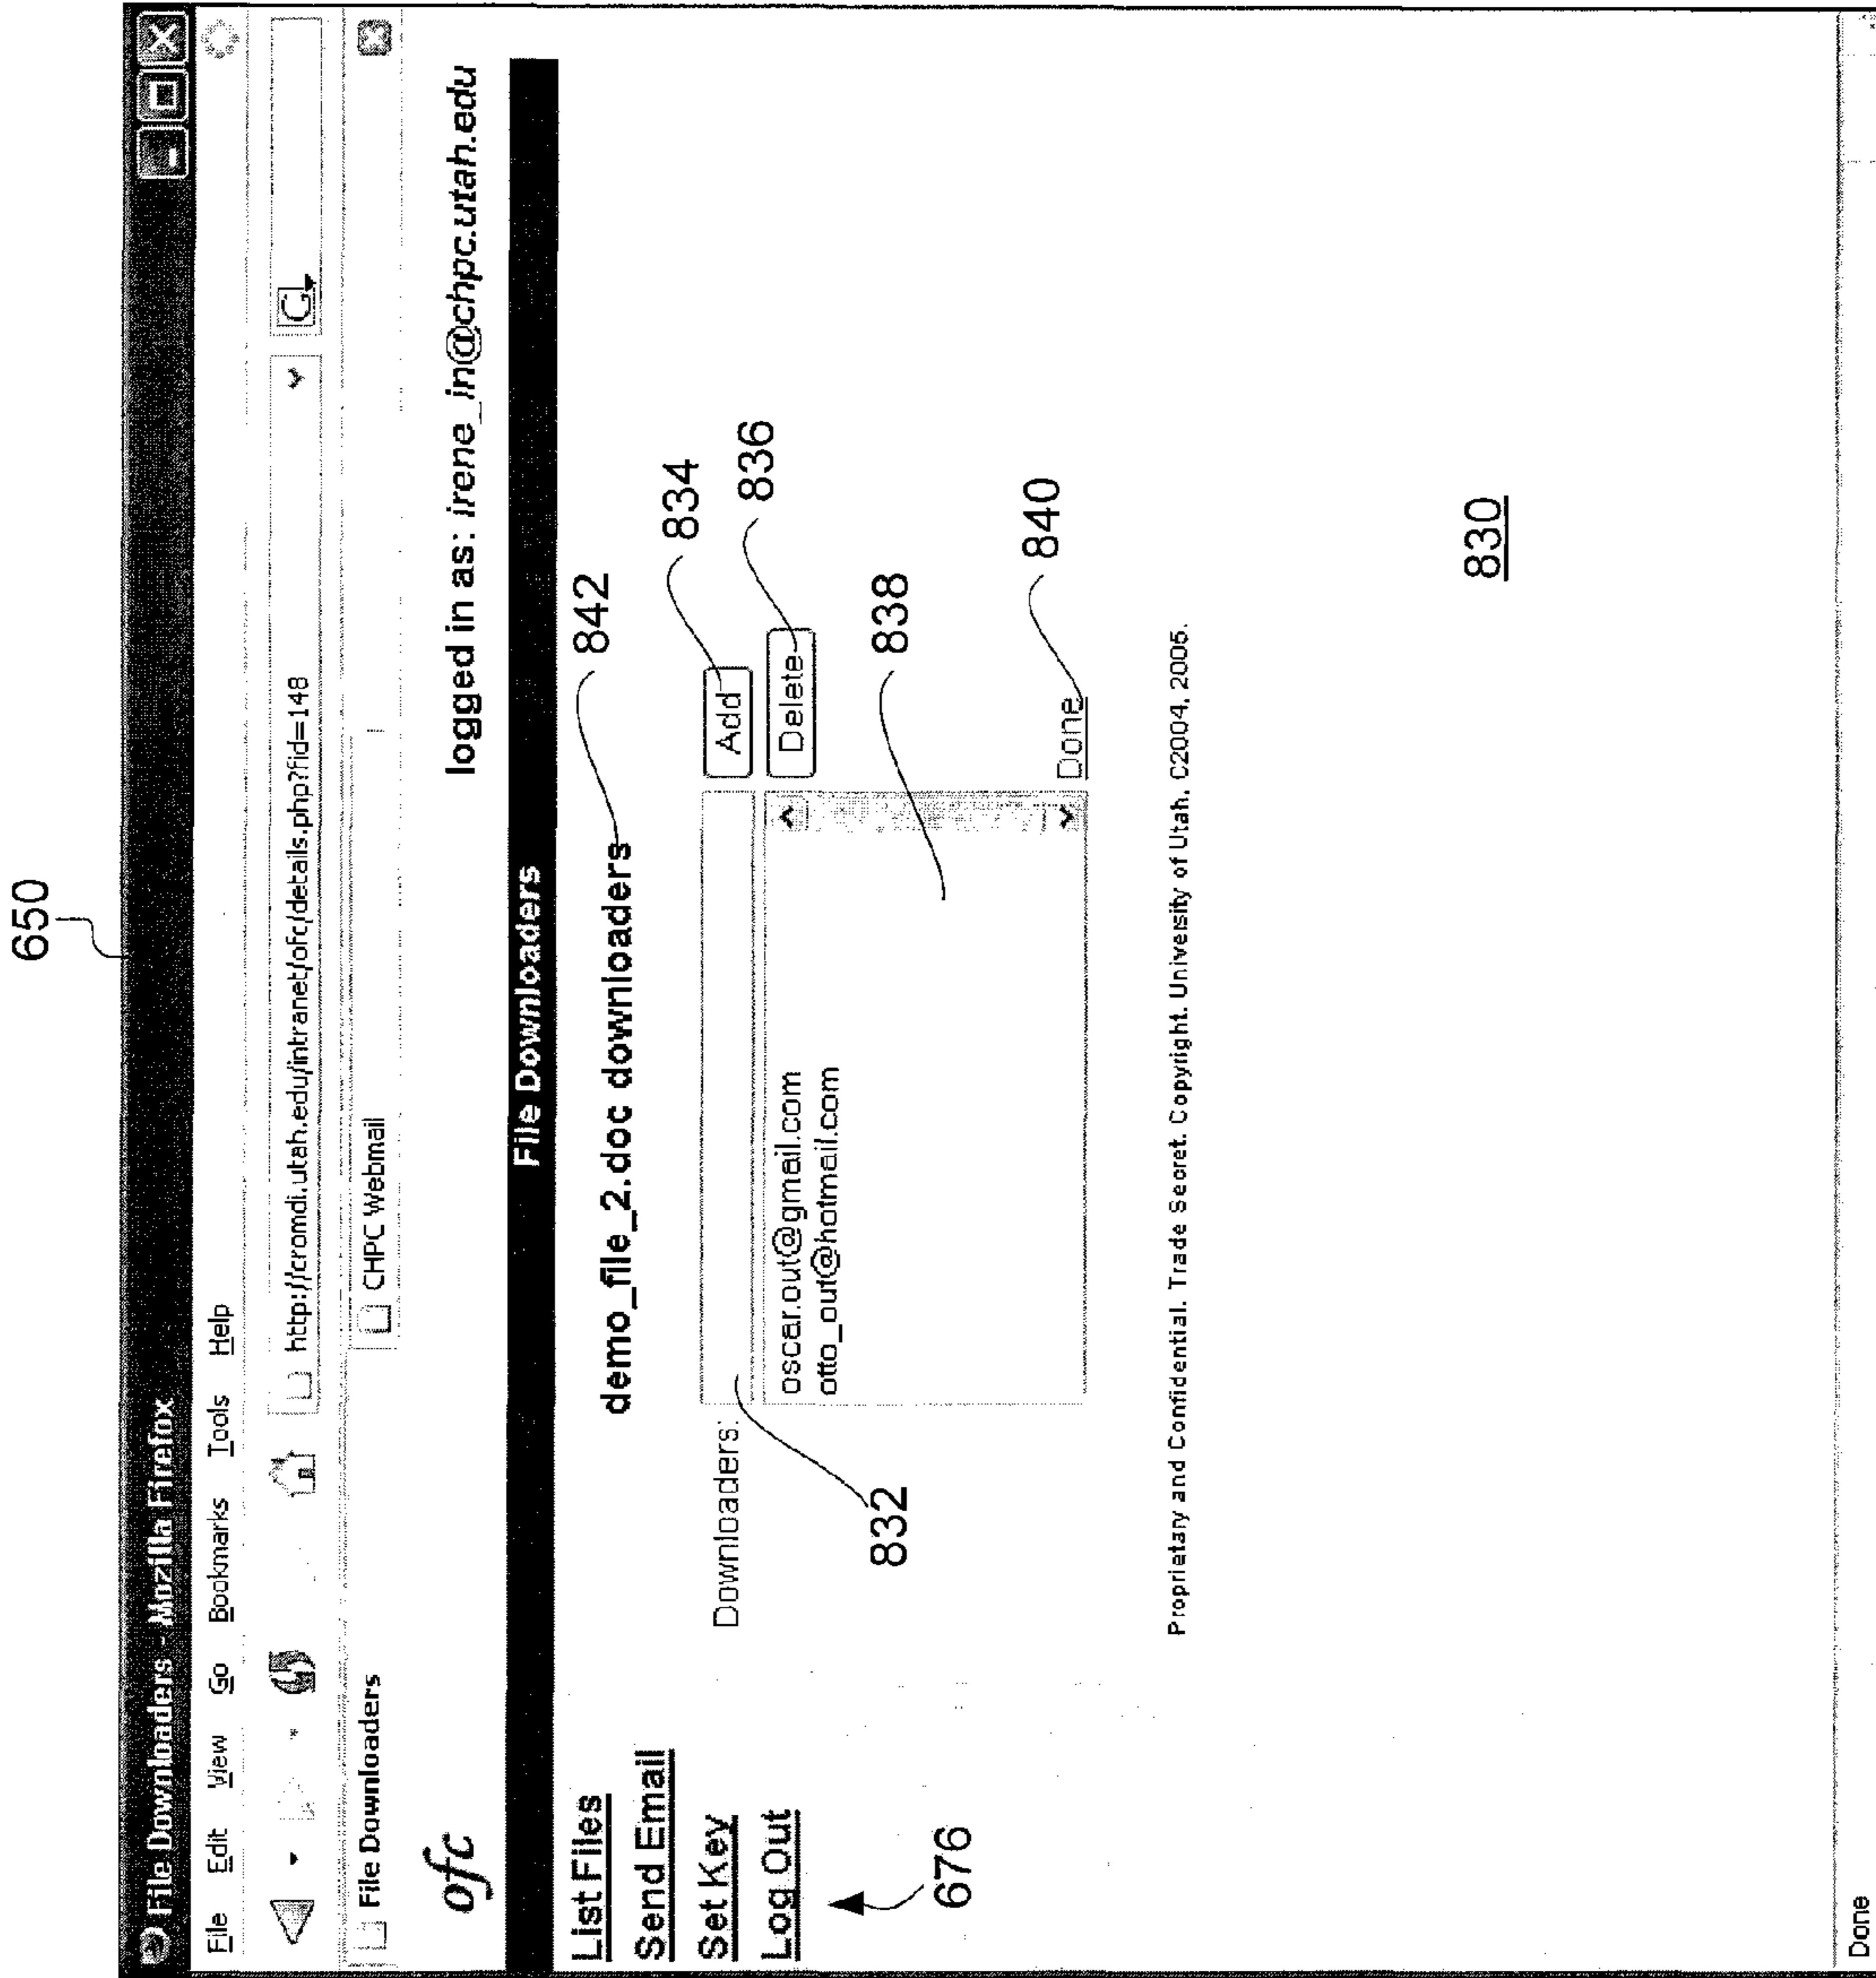 650
File Downloaders - Mozilla Firefox
File Edit View Go Bookmarks Tools Help
http://cromdi.utah.edu/intranet/ofc/details.php?fid=148
G
File Downloaders
CHPC Webmail
ofc
logged in as: irene_in@chpc.utah.edu
File Downloaders
List Files
Send Email
Set Key
Log Out
676
demo_file_2.doc downloaders
842
Downloaders:
Add
834
Delete
836
832
oscar.out@gmail.com
otto_out@hotmail.com
838
Done
840
Proprietary and Confidential. Trade Secret. Copyright. University of Utah, C2004, 2005.
830
Done